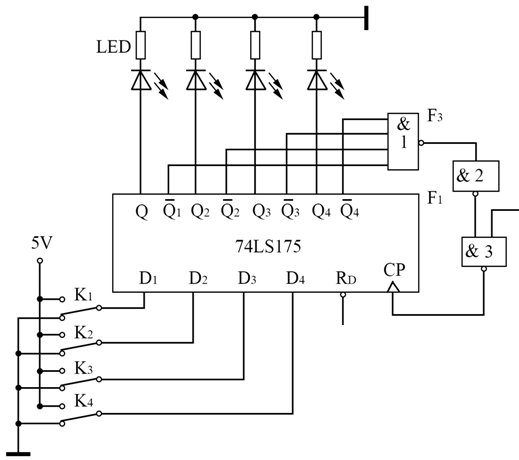 LED
& 1
F3
& 2
Q Q̅1 Q2 Q̅2 Q3 Q̅3 Q4 Q̅4
F1
5V
74LS175
& 3
D1 D2 D3 D4 RD CP
K1
K2
K3
K4